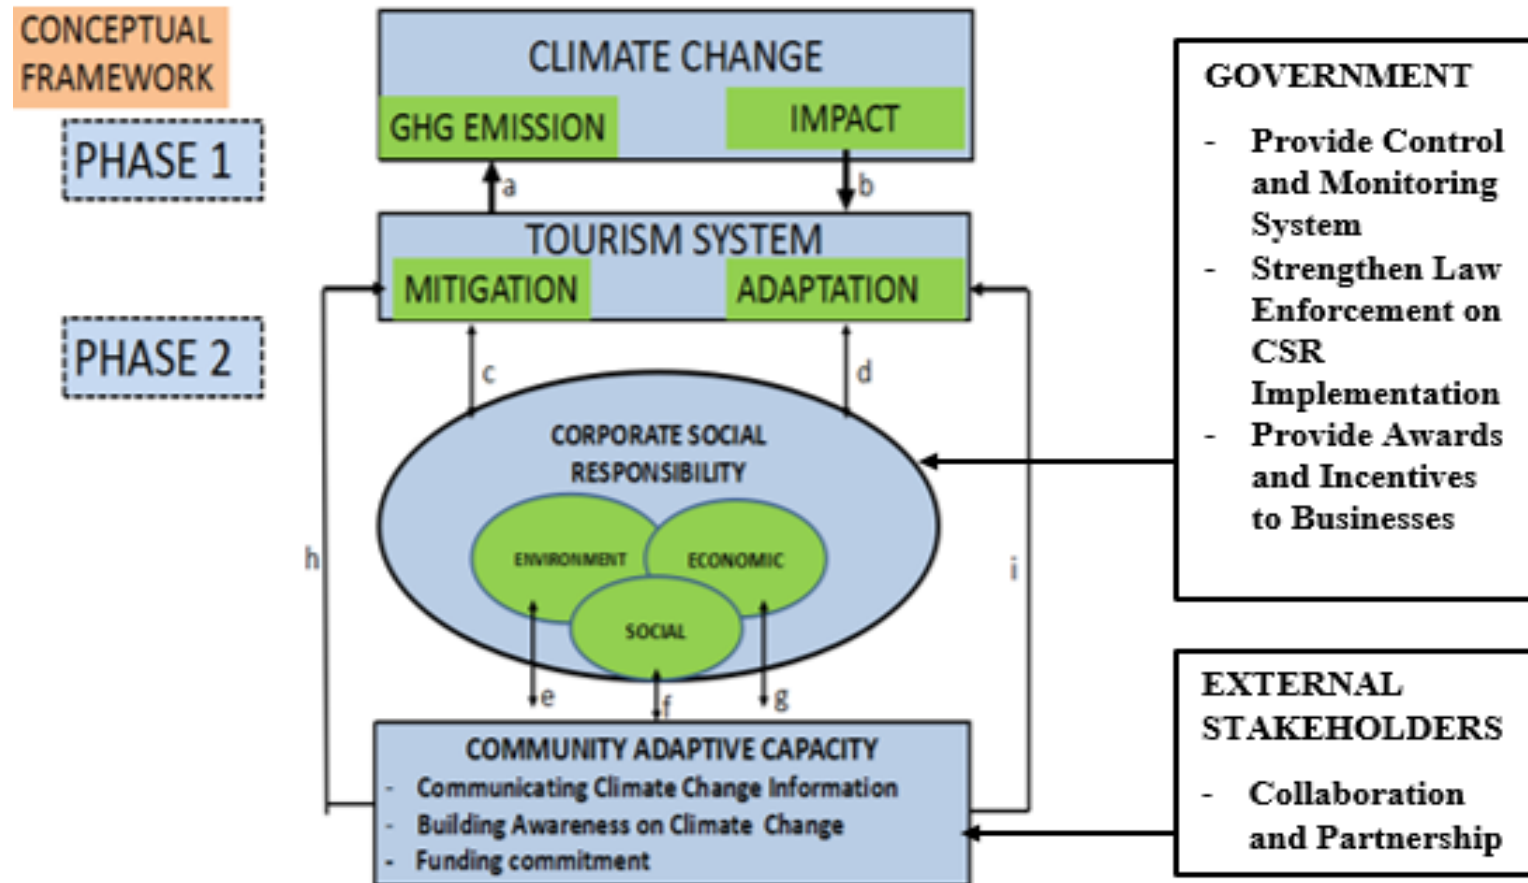 CONCEPTUAL
FRAMEWORK
PHASE 1
PHASE 2
CLIMATE CHANGE
GHG EMISSION
IMPACT
a
b
TOURISM SYSTEM
MITIGATION
ADAPTATION
c
d
CORPORATE SOCIAL
RESPONSIBILITY
ENVIRONMENT
ECONOMIC
SOCIAL
e
f
g
h
i
COMMUNITY ADAPTIVE CAPACITY
- Communicating Climate Change Information
- Building Awareness on Climate Change
- Funding commitment
GOVERNMENT
- Provide Control
and Monitoring
System
- Strengthen Law
Enforcement on
CSR
Implementation
- Provide Awards
and Incentives
to Businesses
EXTERNAL
STAKEHOLDERS
- Collaboration
and Partnership